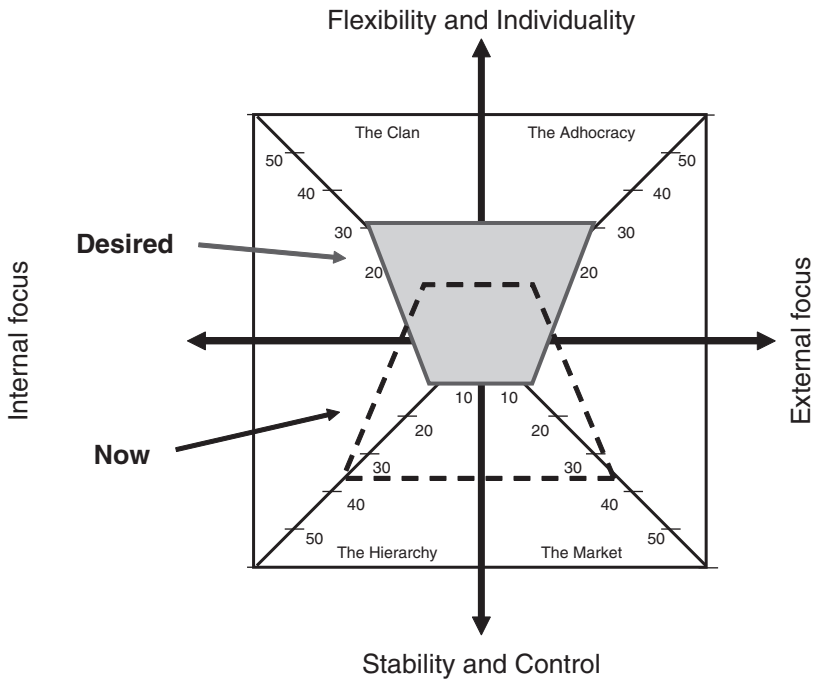 Flexibility and Individuality
The Clan
The Adhocracy
50
50
40
40
30
30
Desired
20
20
Internal focus
External focus
10
10
20
20
Now
30
30
40
40
50
50
The Hierarchy
The Market
Stability and Control